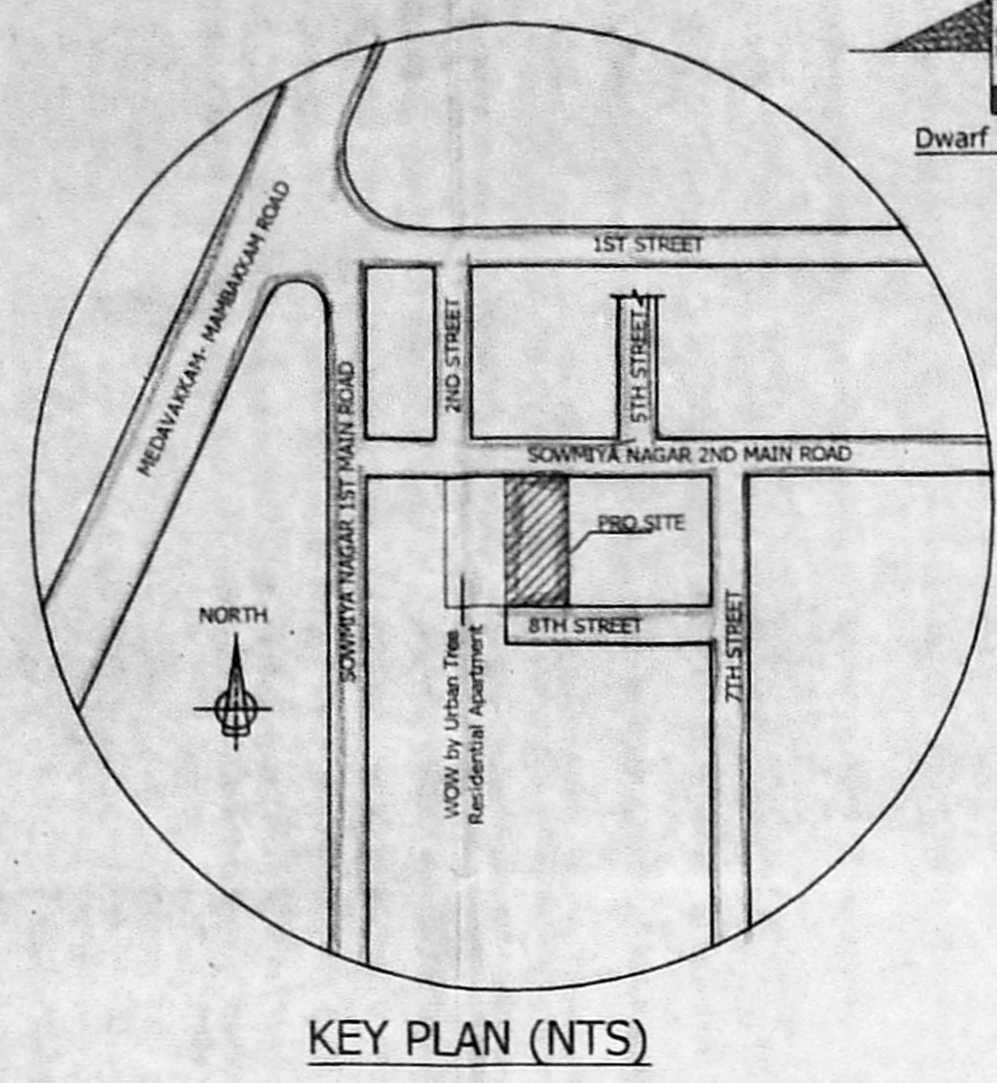 Dwarf
1ST STREET
MEDAVAKKAM- MAMBAKKAM ROAD
2ND STREET
5TH STREET
SOWMIYA NAGAR 1ST MAIN ROAD
SOWMIYA NAGAR 2ND MAIN ROAD
PRO.SITE
NORTH
8TH STREET
7TH STREET
WOW by Urban Tree
Residential Apartment
KEY PLAN (NTS)